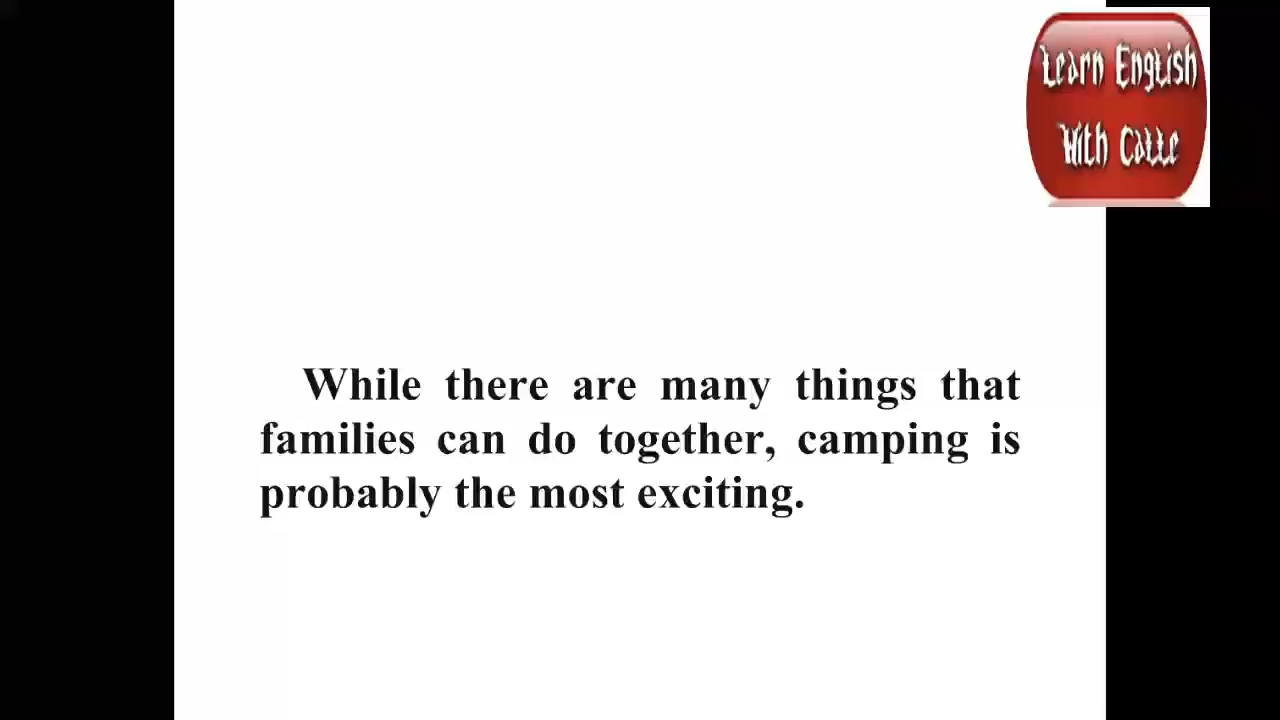 Learn English
With Catte
While there are many things that
families can do together, camping is
probably the most exciting.